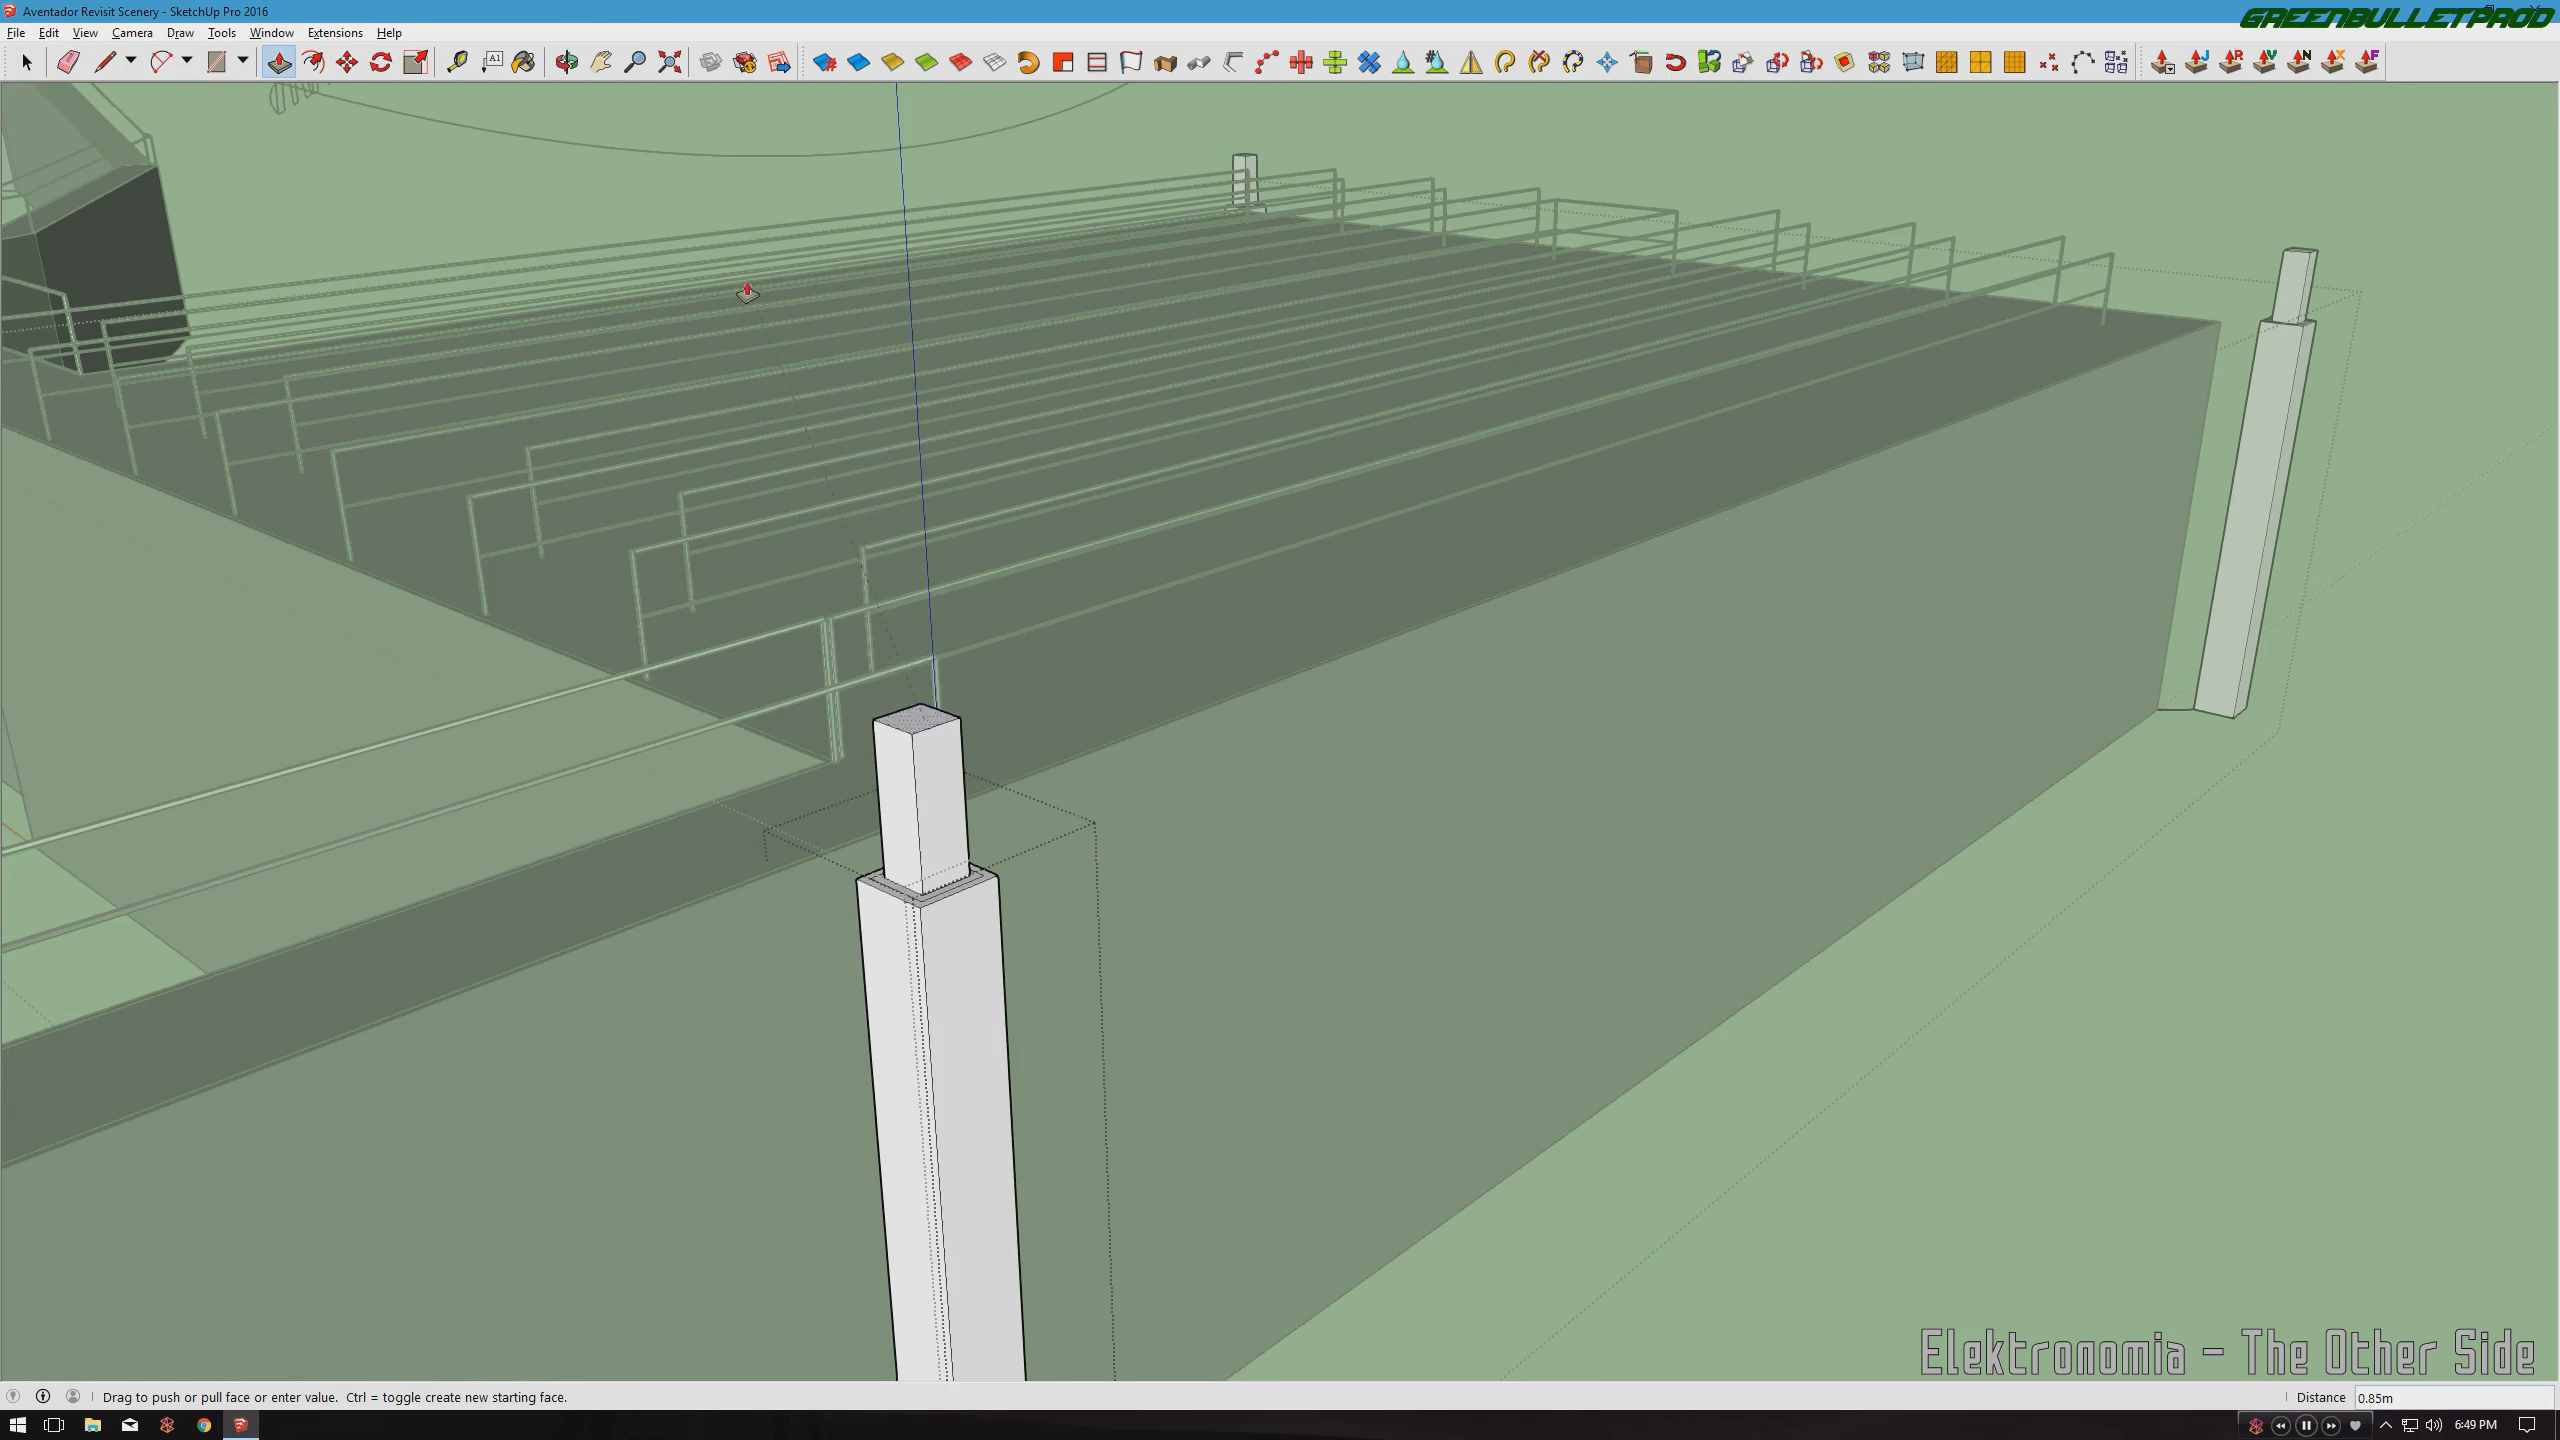 Aventador Revisit Scenery - SketchUp Pro 2016
GREENBULLETPROD
File Edit View Camera Draw Tools Window Extensions Help
A1
J R V N X F
Elektronomia - The Other Side
Drag to push or pull face or enter value. Ctrl = toggle create new starting face.
Distance 0.85m
6:49 PM